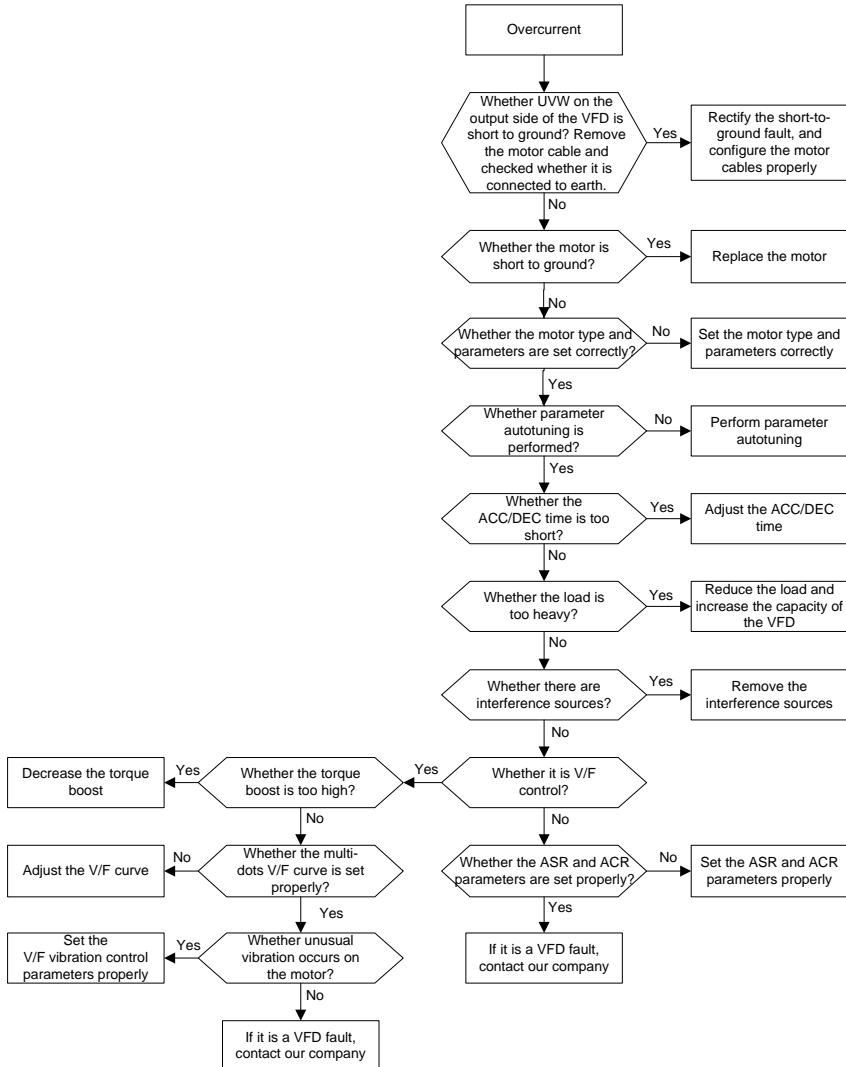 Overcurrent
Whether UVW on the
output side of the VFD is
short to ground? Remove
the motor cable and
checked whether it is
connected to earth.
Yes
Rectify the short-to-
ground fault, and
configure the motor
cables properly
No
Whether the motor is
short to ground?
Yes
Replace the motor
No
Whether the motor type and
parameters are set correctly?
No
Set the motor type and
parameters correctly
Yes
Whether parameter
autotuning is
performed?
No
Perform parameter
autotuning
Yes
Whether the
ACC/DEC time is too
short?
Yes
Adjust the ACC/DEC
time
No
Whether the load is
too heavy?
Yes
Reduce the load and
increase the capacity of
the VFD
No
Whether there are
interference sources?
Yes
Remove the
interference sources
No
Whether it is V/F
control?
Yes
Whether the torque
boost is too high?
Yes
Decrease the torque
boost
No
Whether the multi-
dots V/F curve is set
properly?
No
Adjust the V/F curve
Yes
Whether unusual
vibration occurs on
the motor?
Yes
Set the
V/F vibration control
parameters properly
No
If it is a VFD fault,
contact our company
No
Whether the ASR and ACR
parameters are set properly?
No
Set the ASR and ACR
parameters properly
Yes
If it is a VFD fault,
contact our company